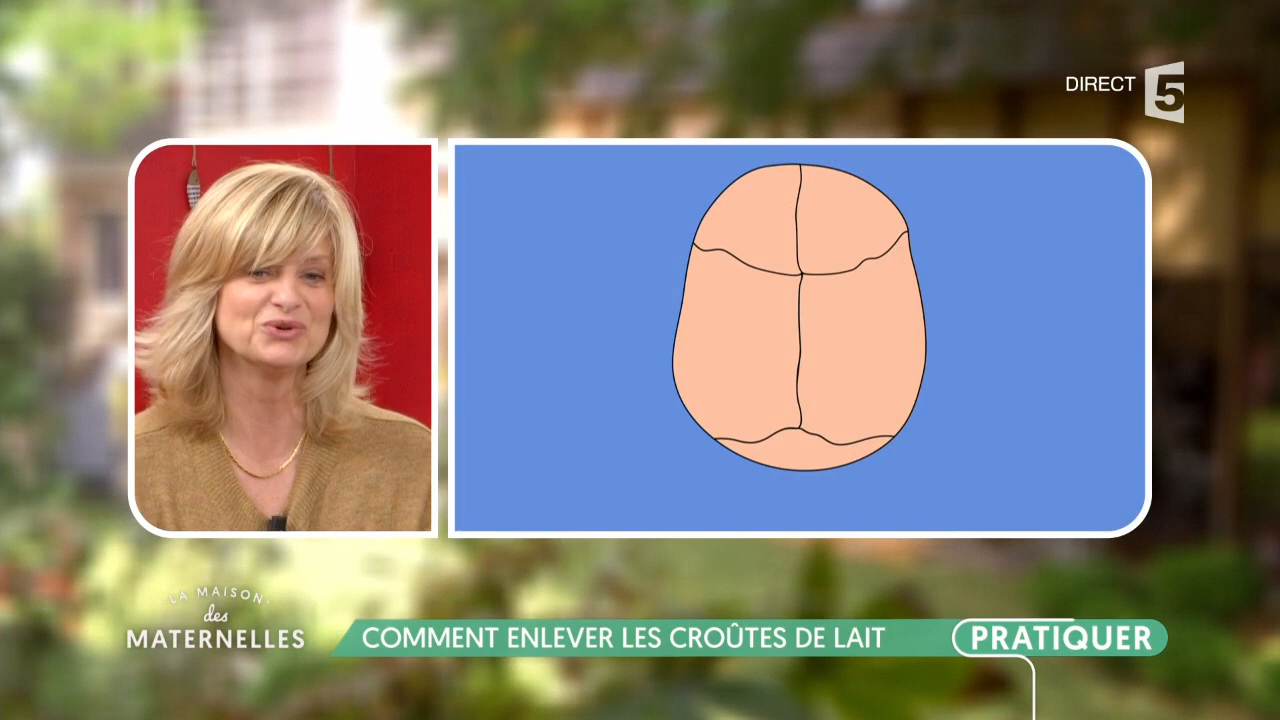 DIRECT 5
LA MAISON
des
MATERNELLES
COMMENT ENLEVER LES CROÛTES DE LAIT
PRATIQUER